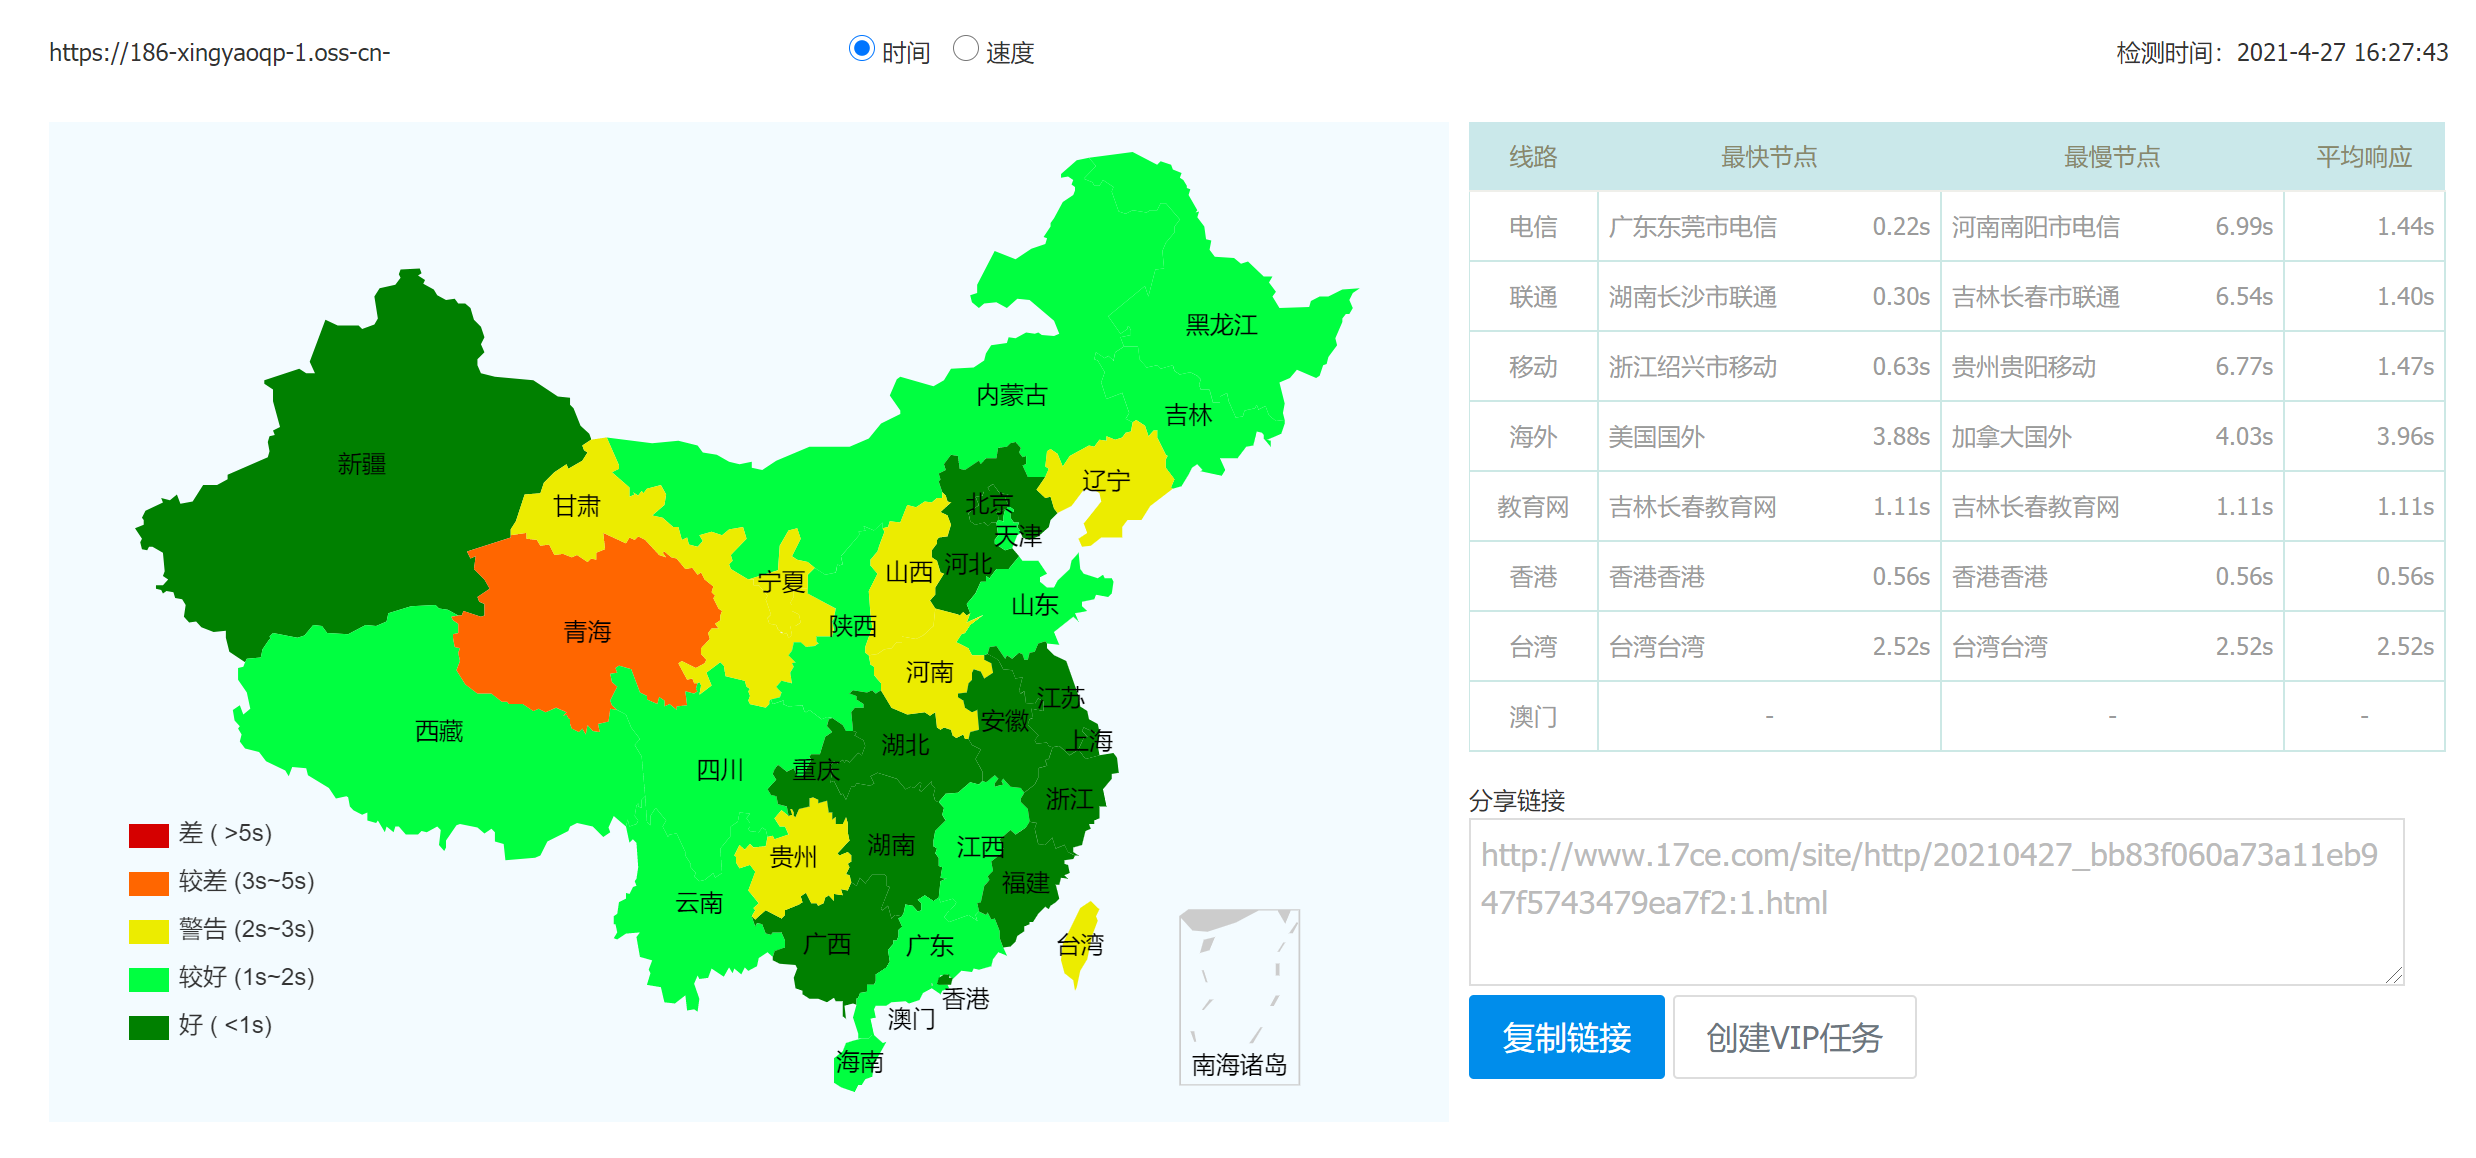 https://186-xingyaoqp-1.oss-cn-
时间 速度
检测时间：2021-4-27 16:27:43
黑龙江
内蒙古
吉林
新疆
辽宁
甘肃
北京
天津
河北
山西
宁夏
山东
陕西
青海
河南
江苏
安徽
西藏
上海
湖北
四川
重庆
浙江
湖南
江西
贵州
福建
云南
广西
广东
台湾
香港
澳门
海南
南海诸岛
差 ( >5s)
较差 (3s~5s)
警告 (2s~3s)
较好 (1s~2s)
好 ( <1s)
线路 最快节点 最慢节点 平均响应
电信 广东东莞市电信 0.22s 河南南阳市电信 6.99s 1.44s
联通 湖南长沙市联通 0.30s 吉林长春市联通 6.54s 1.40s
移动 浙江绍兴市移动 0.63s 贵州贵阳移动 6.77s 1.47s
海外 美国国外 3.88s 加拿大国外 4.03s 3.96s
教育网 吉林长春教育网 1.11s 吉林长春教育网 1.11s 1.11s
香港 香港香港 0.56s 香港香港 0.56s 0.56s
台湾 台湾台湾 2.52s 台湾台湾 2.52s 2.52s
澳门 - - -
分享链接
http://www.17ce.com/site/http/20210427_bb83f060a73a11eb9
47f5743479ea7f2:1.html
复制链接 创建VIP任务